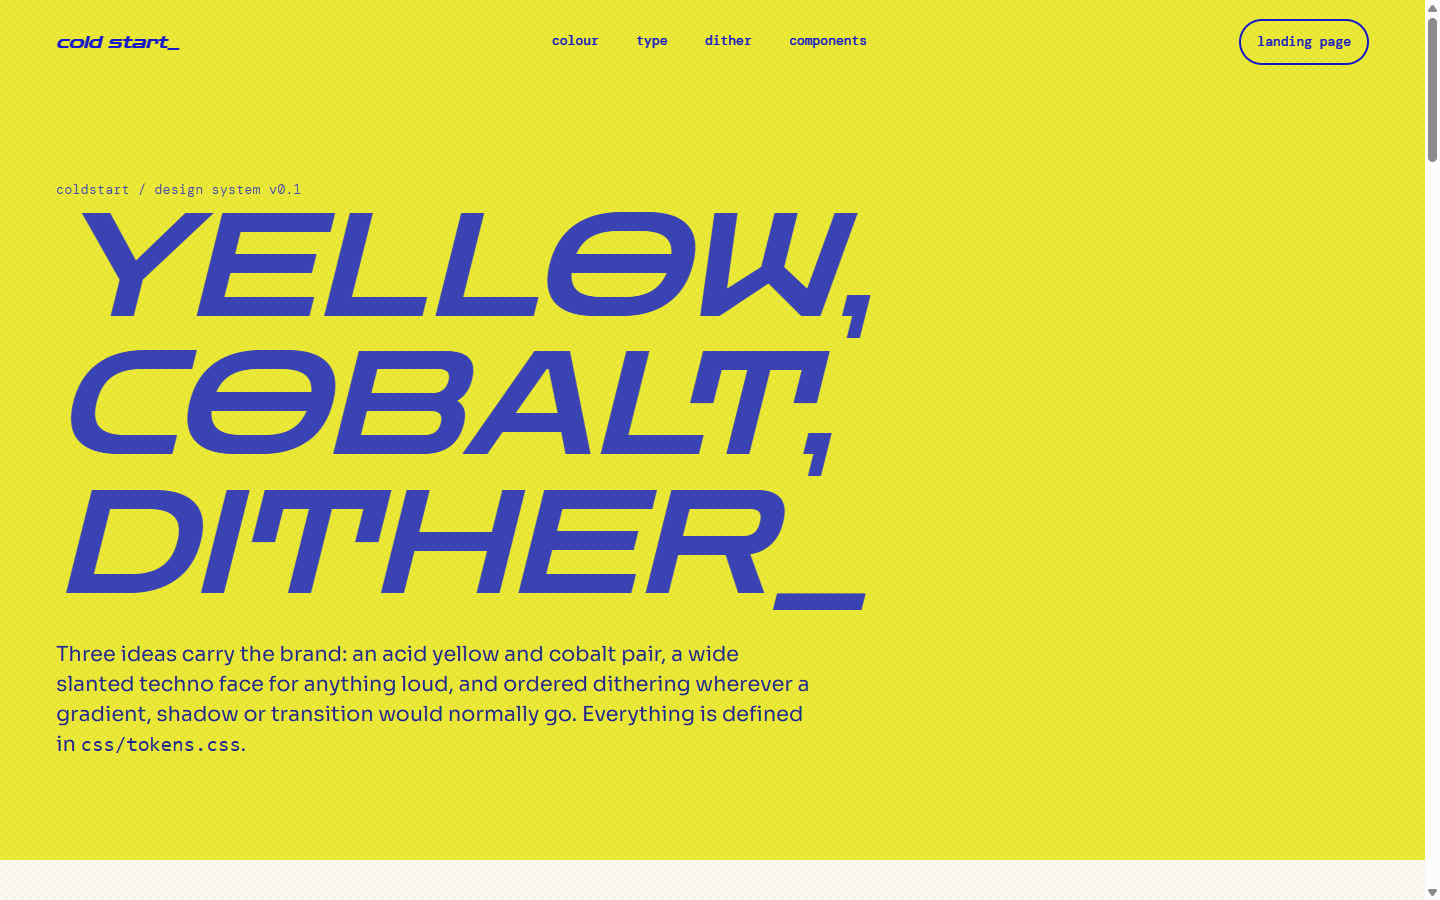 cold start_
colour type dither components
landing page
coldstart / design system v0.1
YELLOW,
COBALT,
DITHER_
Three ideas carry the brand: an acid yellow and cobalt pair, a wide
slanted techno face for anything loud, and ordered dithering wherever a
gradient, shadow or transition would normally go. Everything is defined
in css/tokens.css.